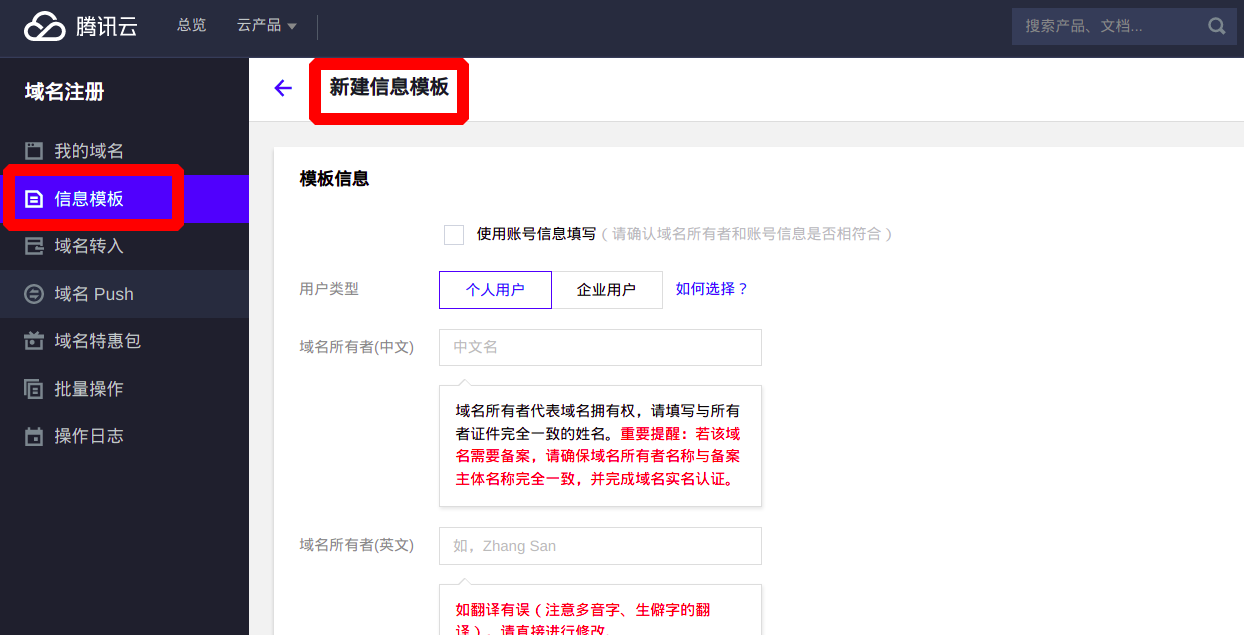 腾讯云
总览
云产品
搜索产品、文档...
域名注册
新建信息模板
我的域名
信息模板
域名转入
域名 Push
域名特惠包
批量操作
操作日志
模板信息
使用账号信息填写（请确认域名所有者和账号信息是否相符合）
用户类型
个人用户
企业用户
如何选择？
域名所有者(中文)
中文名
域名所有者代表域名拥有权，请填写与所有
者证件完全一致的姓名。重要提醒：若该域
名需要备案，请确保域名所有者名称与备案
主体名称完全一致，并完成域名实名认证。
域名所有者(英文)
如，Zhang San
如翻译有误（注意多音字、生僻字的翻
译），请直接进行修改